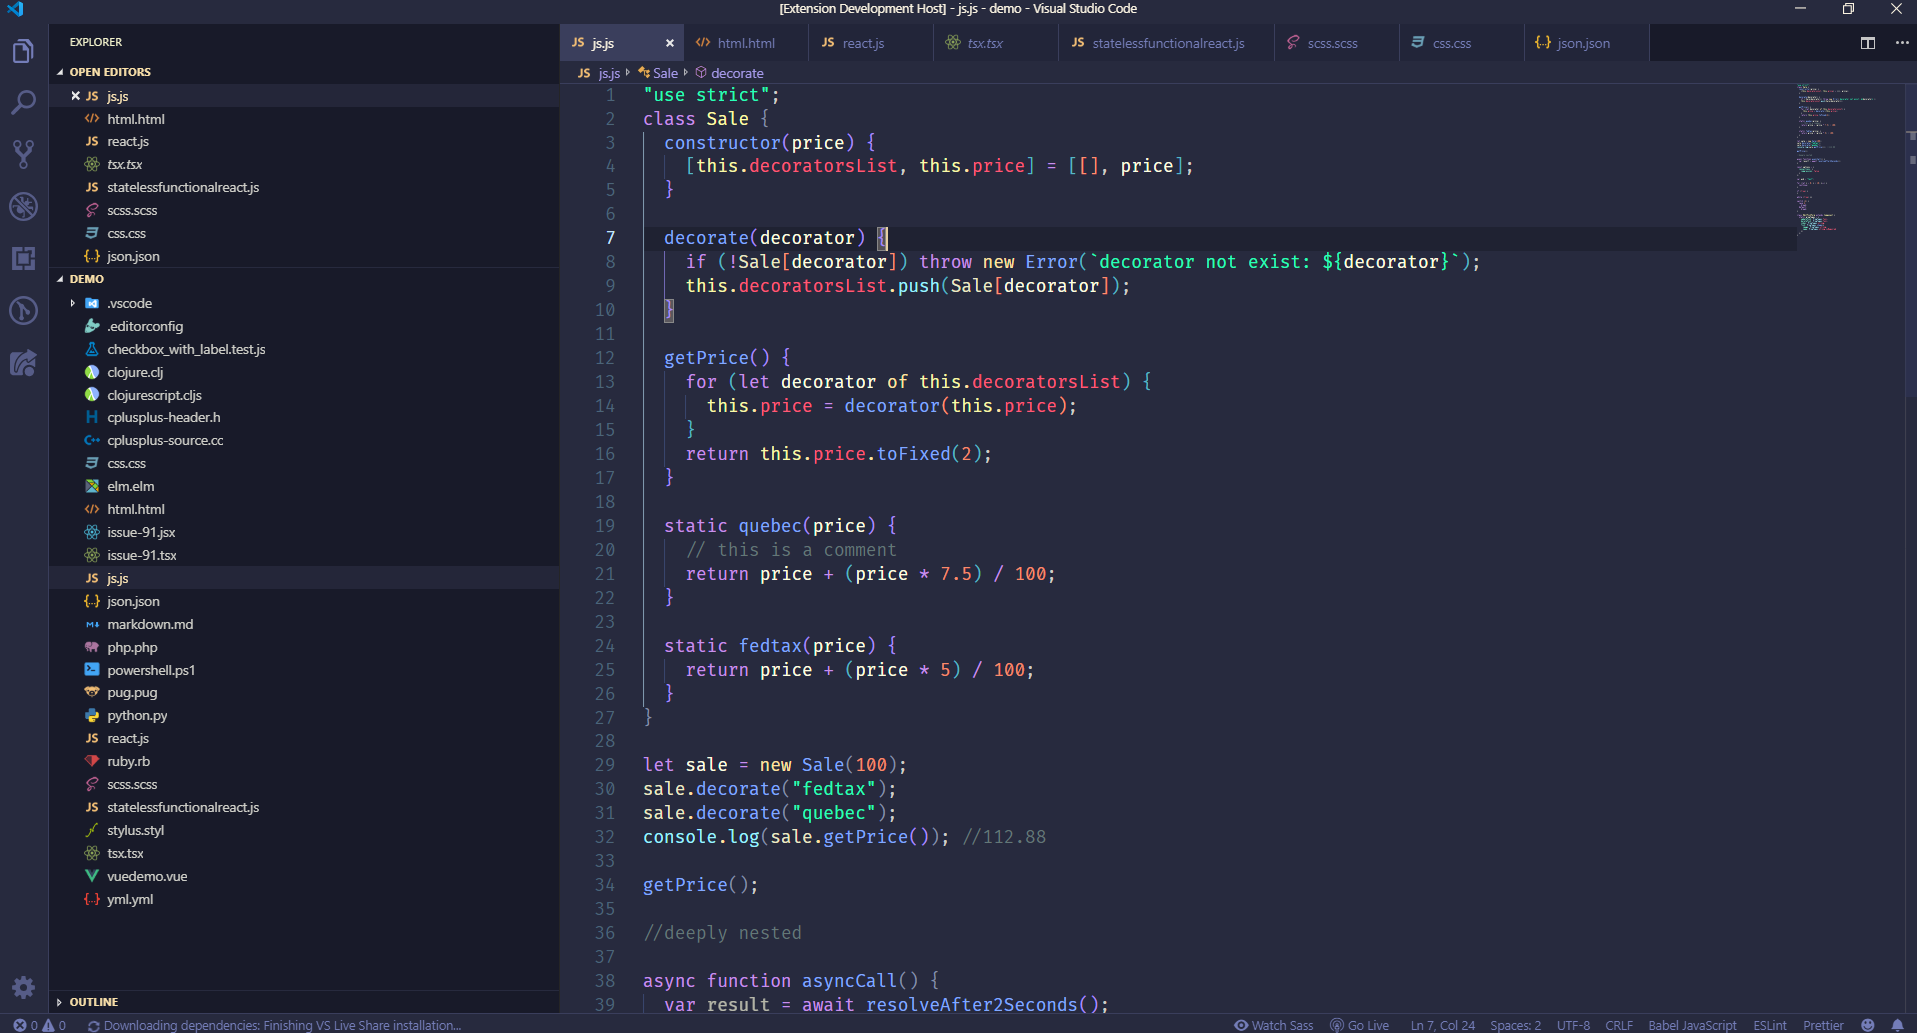 [Extension Development Host] - js.js - demo - Visual Studio Code
EXPLORER
OPEN EDITORS
JS js.js
html.html
JS react.js
tsx.tsx
JS statelessfunctionalreact.js
scss.scss
css.css
{..} json.json
DEMO
.vscode
.editorconfig
checkbox_with_label.test.js
clojure.clj
clojurescript.cljs
H cplusplus-header.h
cplusplus-source.cc
css.css
elm.elm
html.html
issue-91.jsx
issue-91.tsx
JS js.js
{..} json.json
markdown.md
php.php
powershell.ps1
pug.pug
python.py
JS react.js
ruby.rb
scss.scss
JS statelessfunctionalreact.js
stylus.styl
tsx.tsx
vuedemo.vue
yml.yml
OUTLINE
JS js.js × html.html JS react.js tsx.tsx JS statelessfunctionalreact.js scss.scss css.css {..} json.json
JS js.js Sale decorate
1 "use strict";
2 class Sale {
3 constructor(price) {
4 [this.decoratorsList, this.price] = [[], price];
5 }
6
7 decorate(decorator) {
8 if (!Sale[decorator]) throw new Error(`decorator not exist: ${decorator}`);
9 this.decoratorsList.push(Sale[decorator]);
10 }
11
12 getPrice() {
13 for (let decorator of this.decoratorsList) {
14 this.price = decorator(this.price);
15 }
16 return this.price.toFixed(2);
17 }
18
19 static quebec(price) {
20 // this is a comment
21 return price + (price * 7.5) / 100;
22 }
23
24 static fedtax(price) {
25 return price + (price * 5) / 100;
26 }
27 }
28
29 let sale = new Sale(100);
30 sale.decorate("fedtax");
31 sale.decorate("quebec");
32 console.log(sale.getPrice()); //112.88
33
34 getPrice();
35
36 //deeply nested
37
38 async function asyncCall() {
39 var result = await resolveAfter2Seconds();
0 0 Downloading dependencies: Finishing VS Live Share installation... Watch Sass Go Live Ln 7, Col 24 Spaces: 2 UTF-8 CRLF Babel JavaScript ESLint Prettier